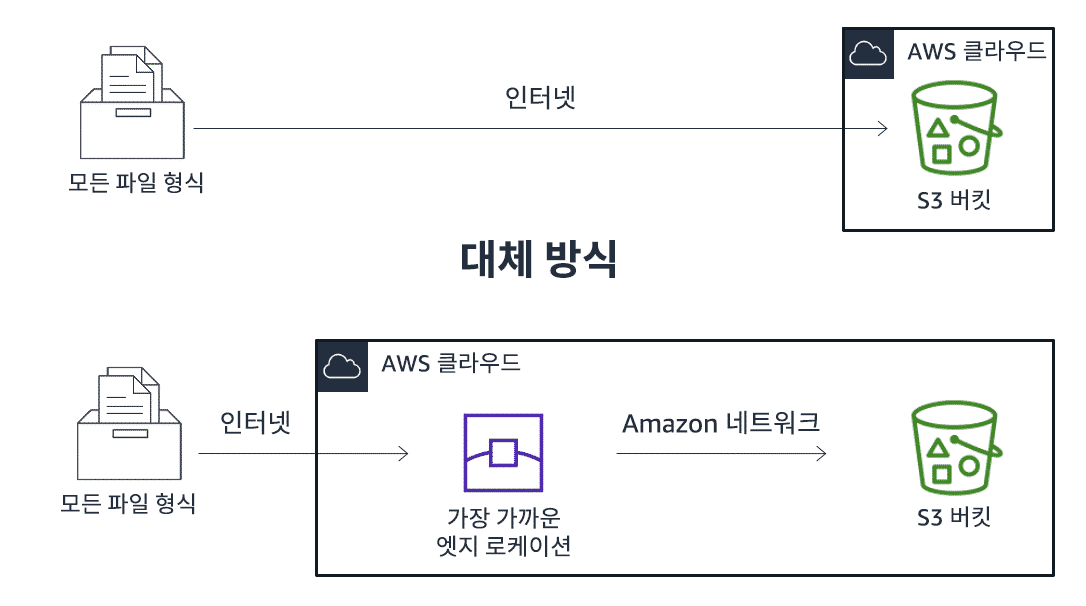 AWS 클라우드
인터넷
모든 파일 형식
S3 버킷
대체 방식
AWS 클라우드
인터넷
Amazon 네트워크
모든 파일 형식
가장 가까운
엣지 로케이션
S3 버킷